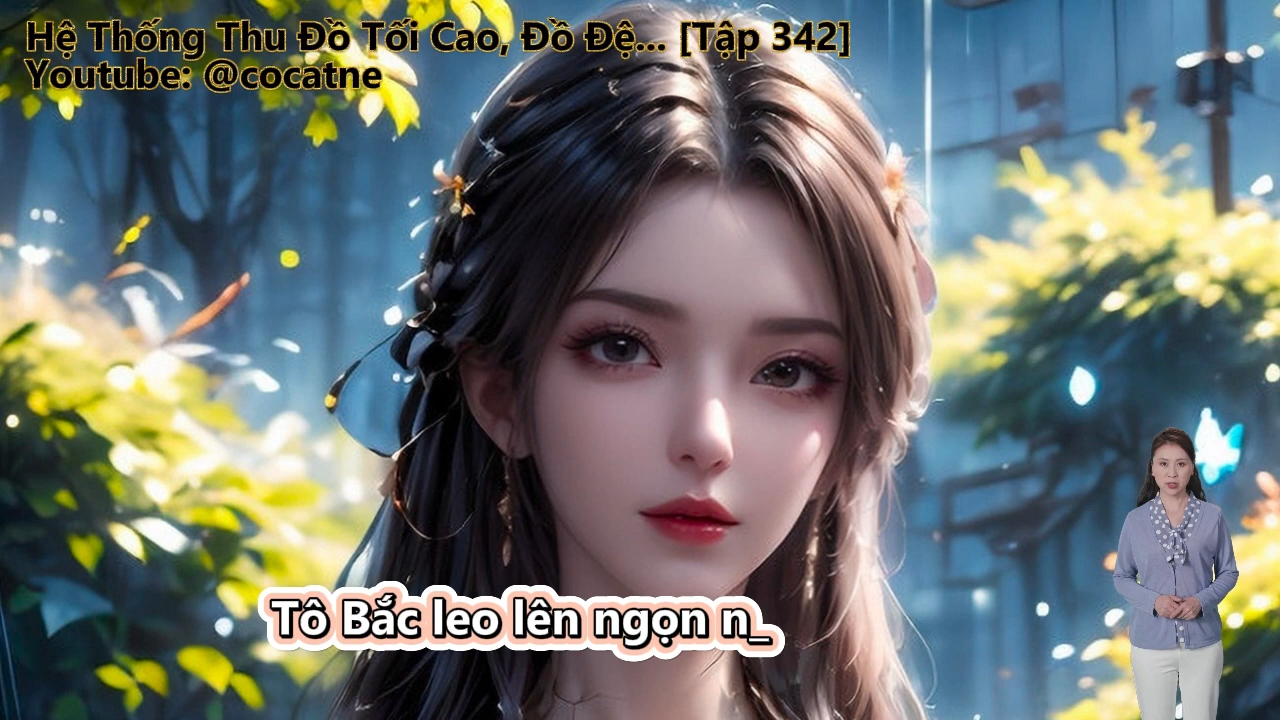 Hệ Thống Thu Đồ Tối Cao, Đồ Đệ... [Tập 342]
Youtube: @cocatne
Tô Bắc leo lên ngọn n_